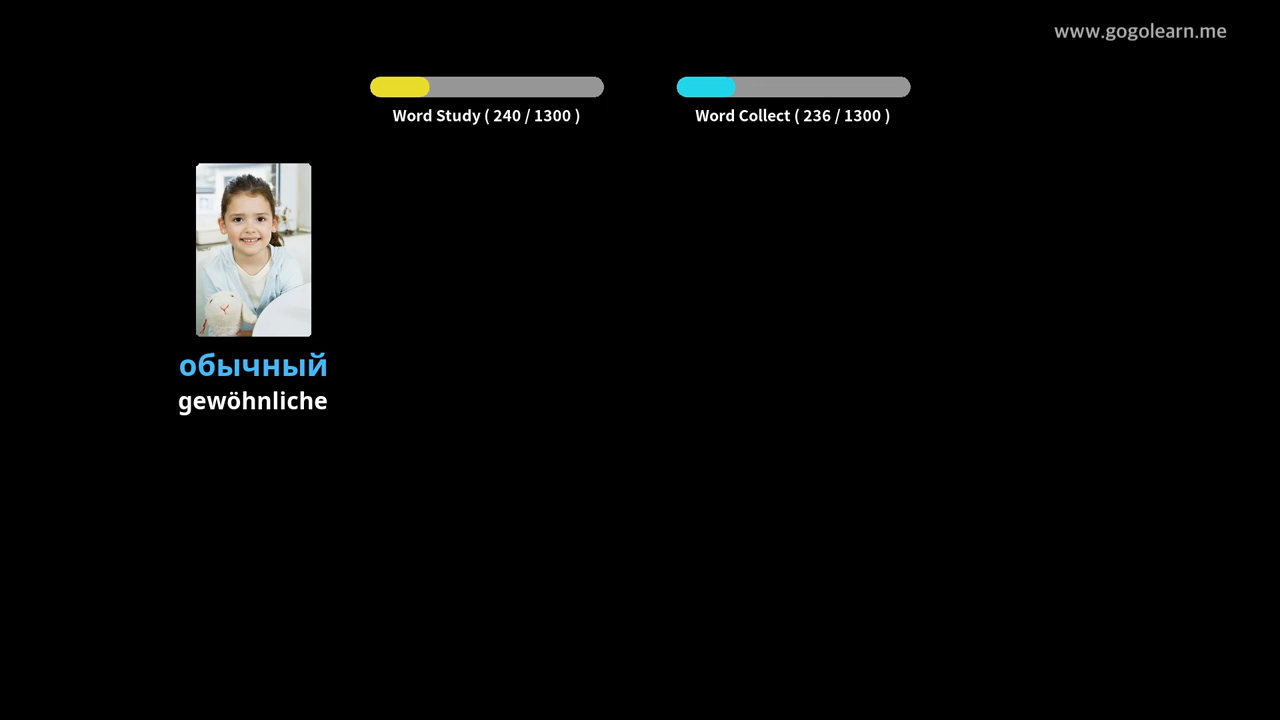 www.gogolearn.me
Word Study ( 240 / 1300 )
Word Collect ( 236 / 1300 )
обычный
gewöhnliche